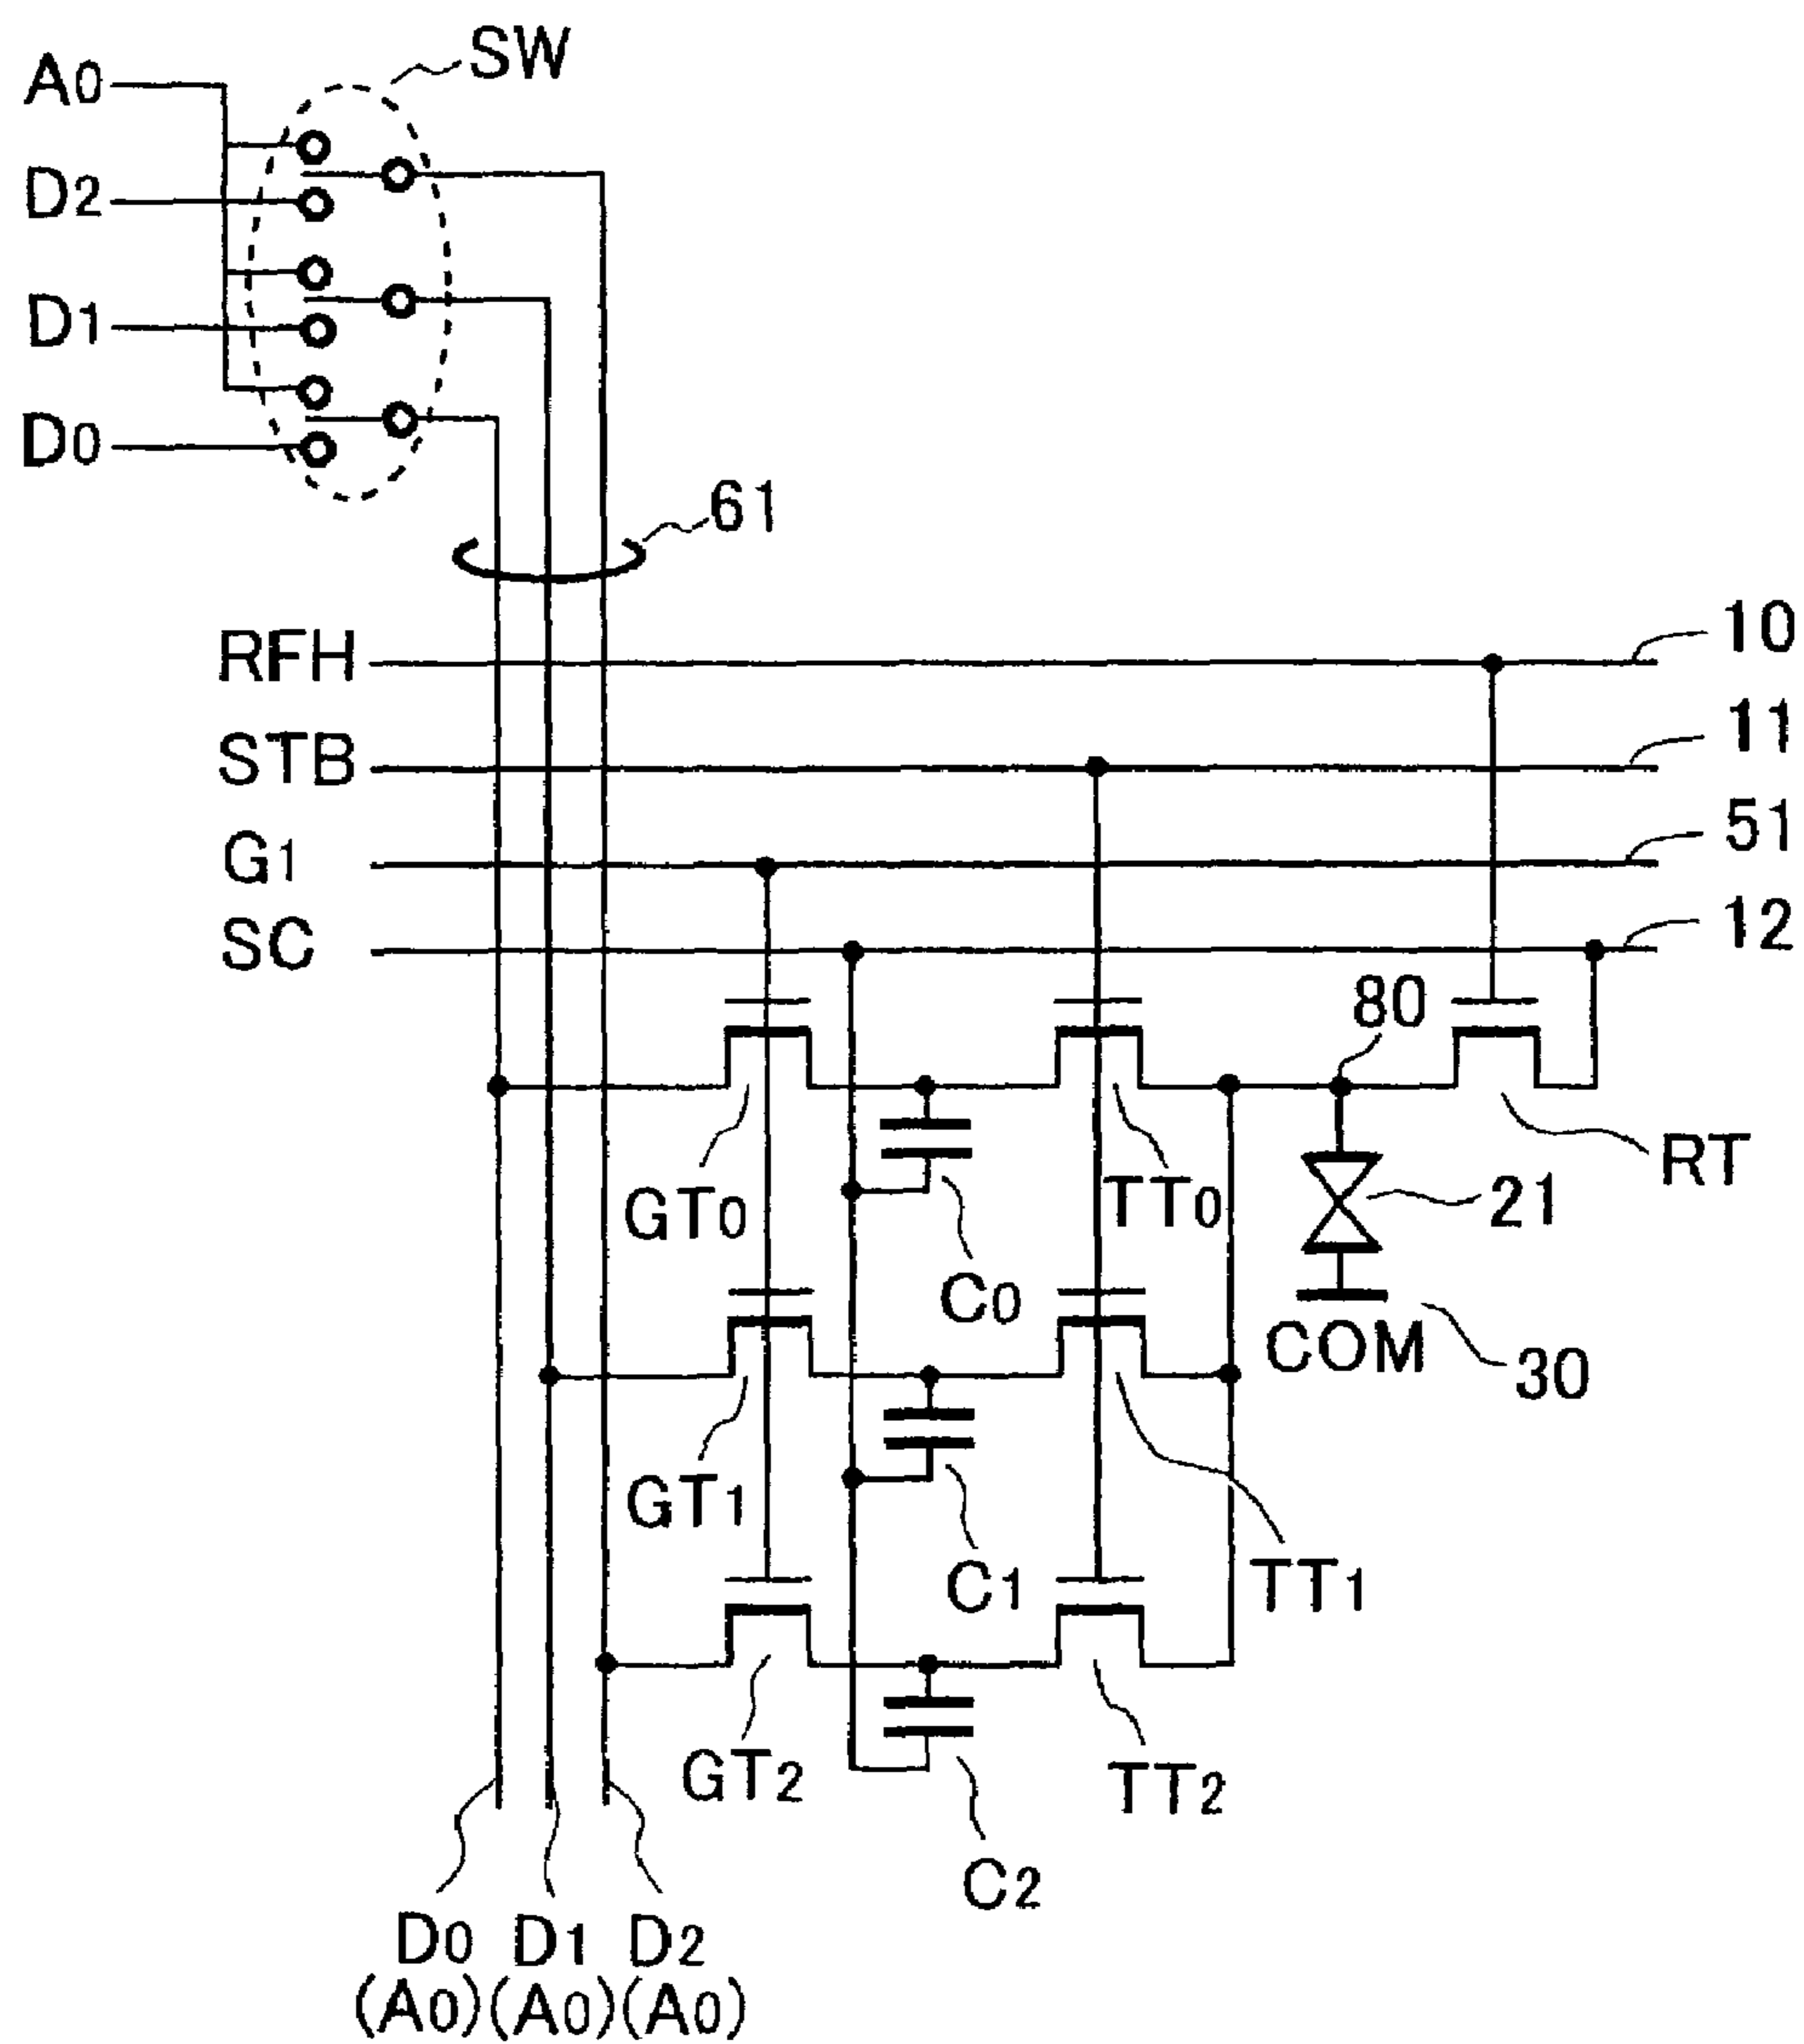 SW
A0
D2
D1
D0
61
RFH
10
STB
11
G1
51
SC
12
80
RT
GT0
TT0
21
C0
COM
30
GT1
C1
TT1
GT2
TT2
C2
D0 D1 D2
(A0)(A0)(A0)